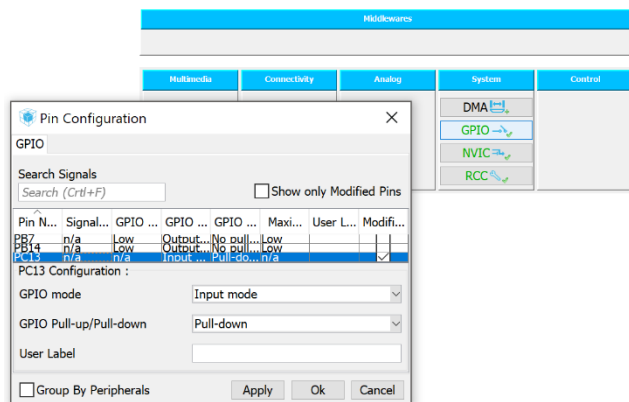 Middlewares
Multimedia Connectivity Analog System Control
DMA
GPIO
NVIC
RCC
Pin Configuration
GPIO
Search Signals
Search (Crtl+F)
Show only Modified Pins
Pin N... Signal... GPIO ... GPIO ... GPIO ... Maxi... User L... Modifi...
PB7 n/a Low Output... No pull... Low
PB14 n/a Low Output... No pull... Low
PC13 n/a n/a Input ... Pull-do... n/a
PC13 Configuration :
GPIO mode Input mode
GPIO Pull-up/Pull-down Pull-down
User Label
Group By Peripherals Apply Ok Cancel